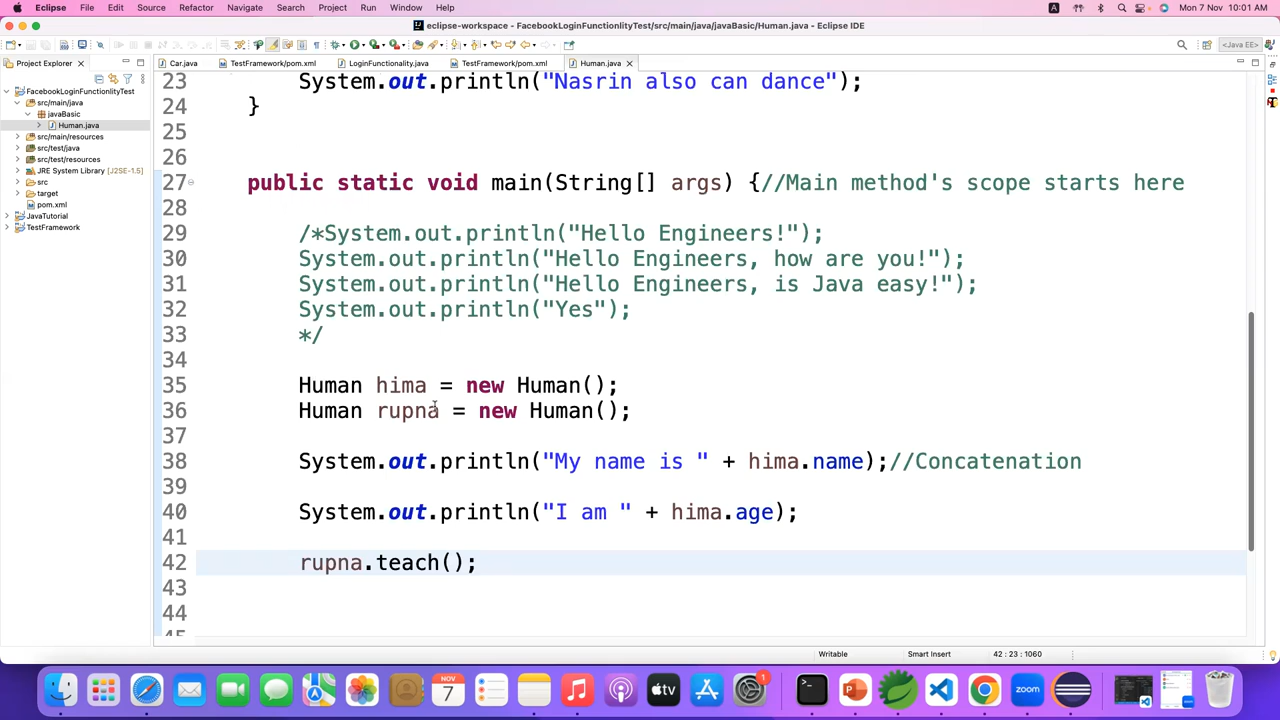 Eclipse File Edit Source Refactor Navigate Search Project Run Window Help Mon 7 Nov 10:01 AM
eclipse-workspace - FacebookLoginFunctionlityTest/src/main/java/javaBasic/Human.java - Eclipse IDE
<Java EE>
Project Explorer Car.java TestFramework/pom.xml LoginFunctionality.java TestFramework/pom.xml Human.java
FacebookLoginFunctionlityTest
src/main/java
javaBasic
Human.java
src/main/resources
src/test/java
src/test/resources
JRE System Library [J2SE-1.5]
src
target
pom.xml
JavaTutorial
TestFramework
23 System.out.println("Nasrin also can dance");
24 }
25
26
27 public static void main(String[] args) {//Main method's scope starts here
28
29 /*System.out.println("Hello Engineers!");
30 System.out.println("Hello Engineers, how are you!");
31 System.out.println("Hello Engineers, is Java easy!");
32 System.out.println("Yes");
33 */
34
35 Human hima = new Human();
36 Human rupna = new Human();
37
38 System.out.println("My name is " + hima.name);//Concatenation
39
40 System.out.println("I am " + hima.age);
41
42 rupna.teach();
43
44
45
Writable Smart Insert 42 : 23 : 1060
NOV
7
tv
1
zoom